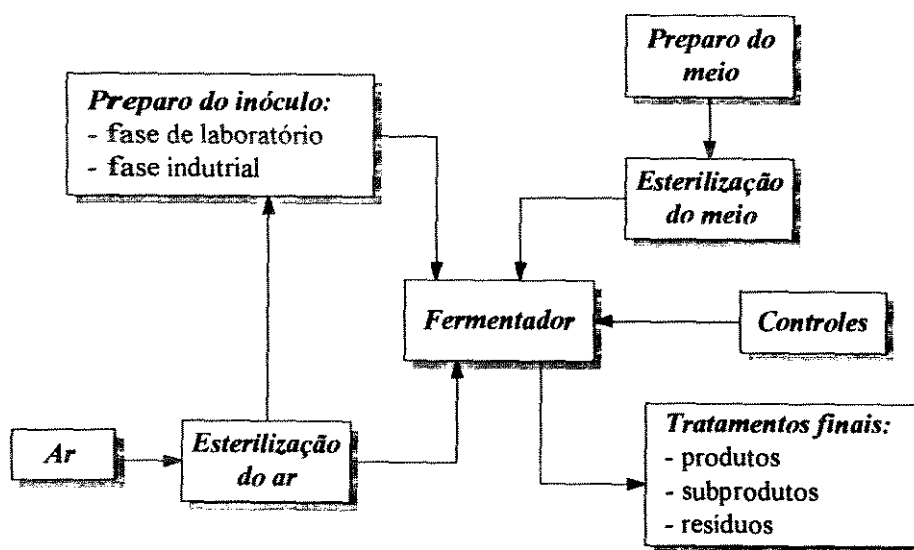 Preparo do
meio
Preparo do inóculo:
- fase de laboratório
- fase indutrial
Esterilização
do meio
Fermentador
Controles
Ar
Esterilização
do ar
Tratamentos finais:
- produtos
- subprodutos
- resíduos